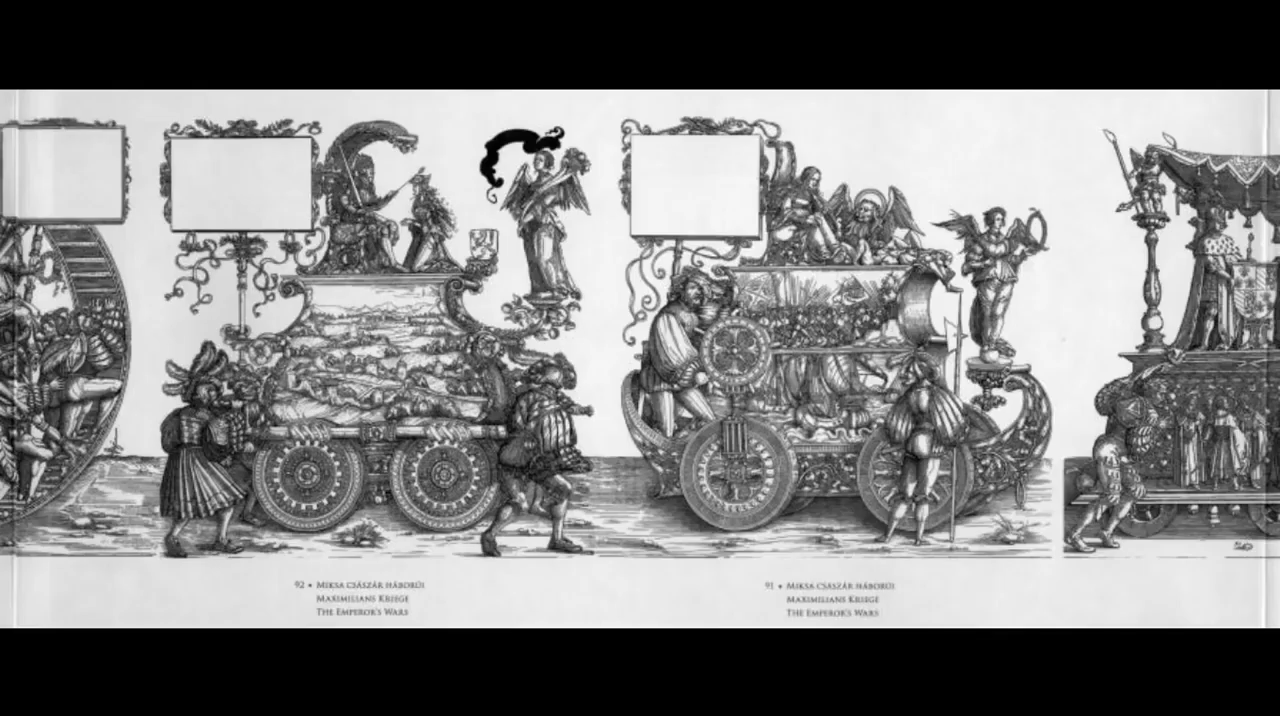 92 • Miksa császár háborúi
Maximilians Kriege
The Emperor's Wars
91 • Miksa császár háborúi
Maximilians Kriege
The Emperor's Wars